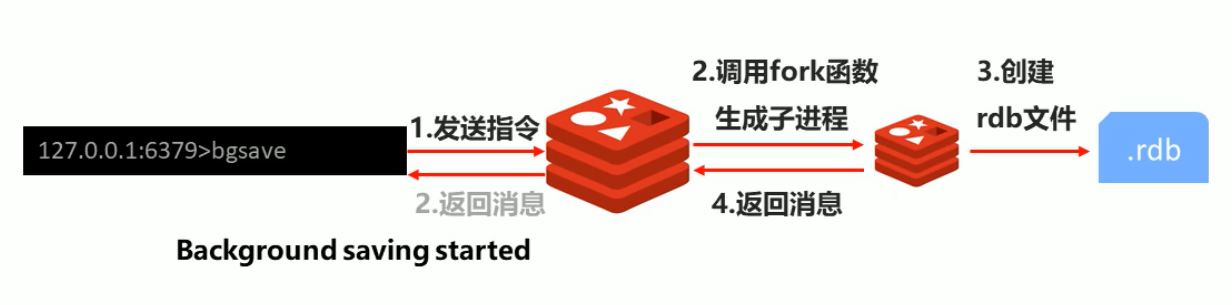 127.0.0.1:6379>bgsave
1.发送指令
2.返回消息
Background saving started
2.调用fork函数
生成子进程
4.返回消息
3.创建
rdb文件
.rdb